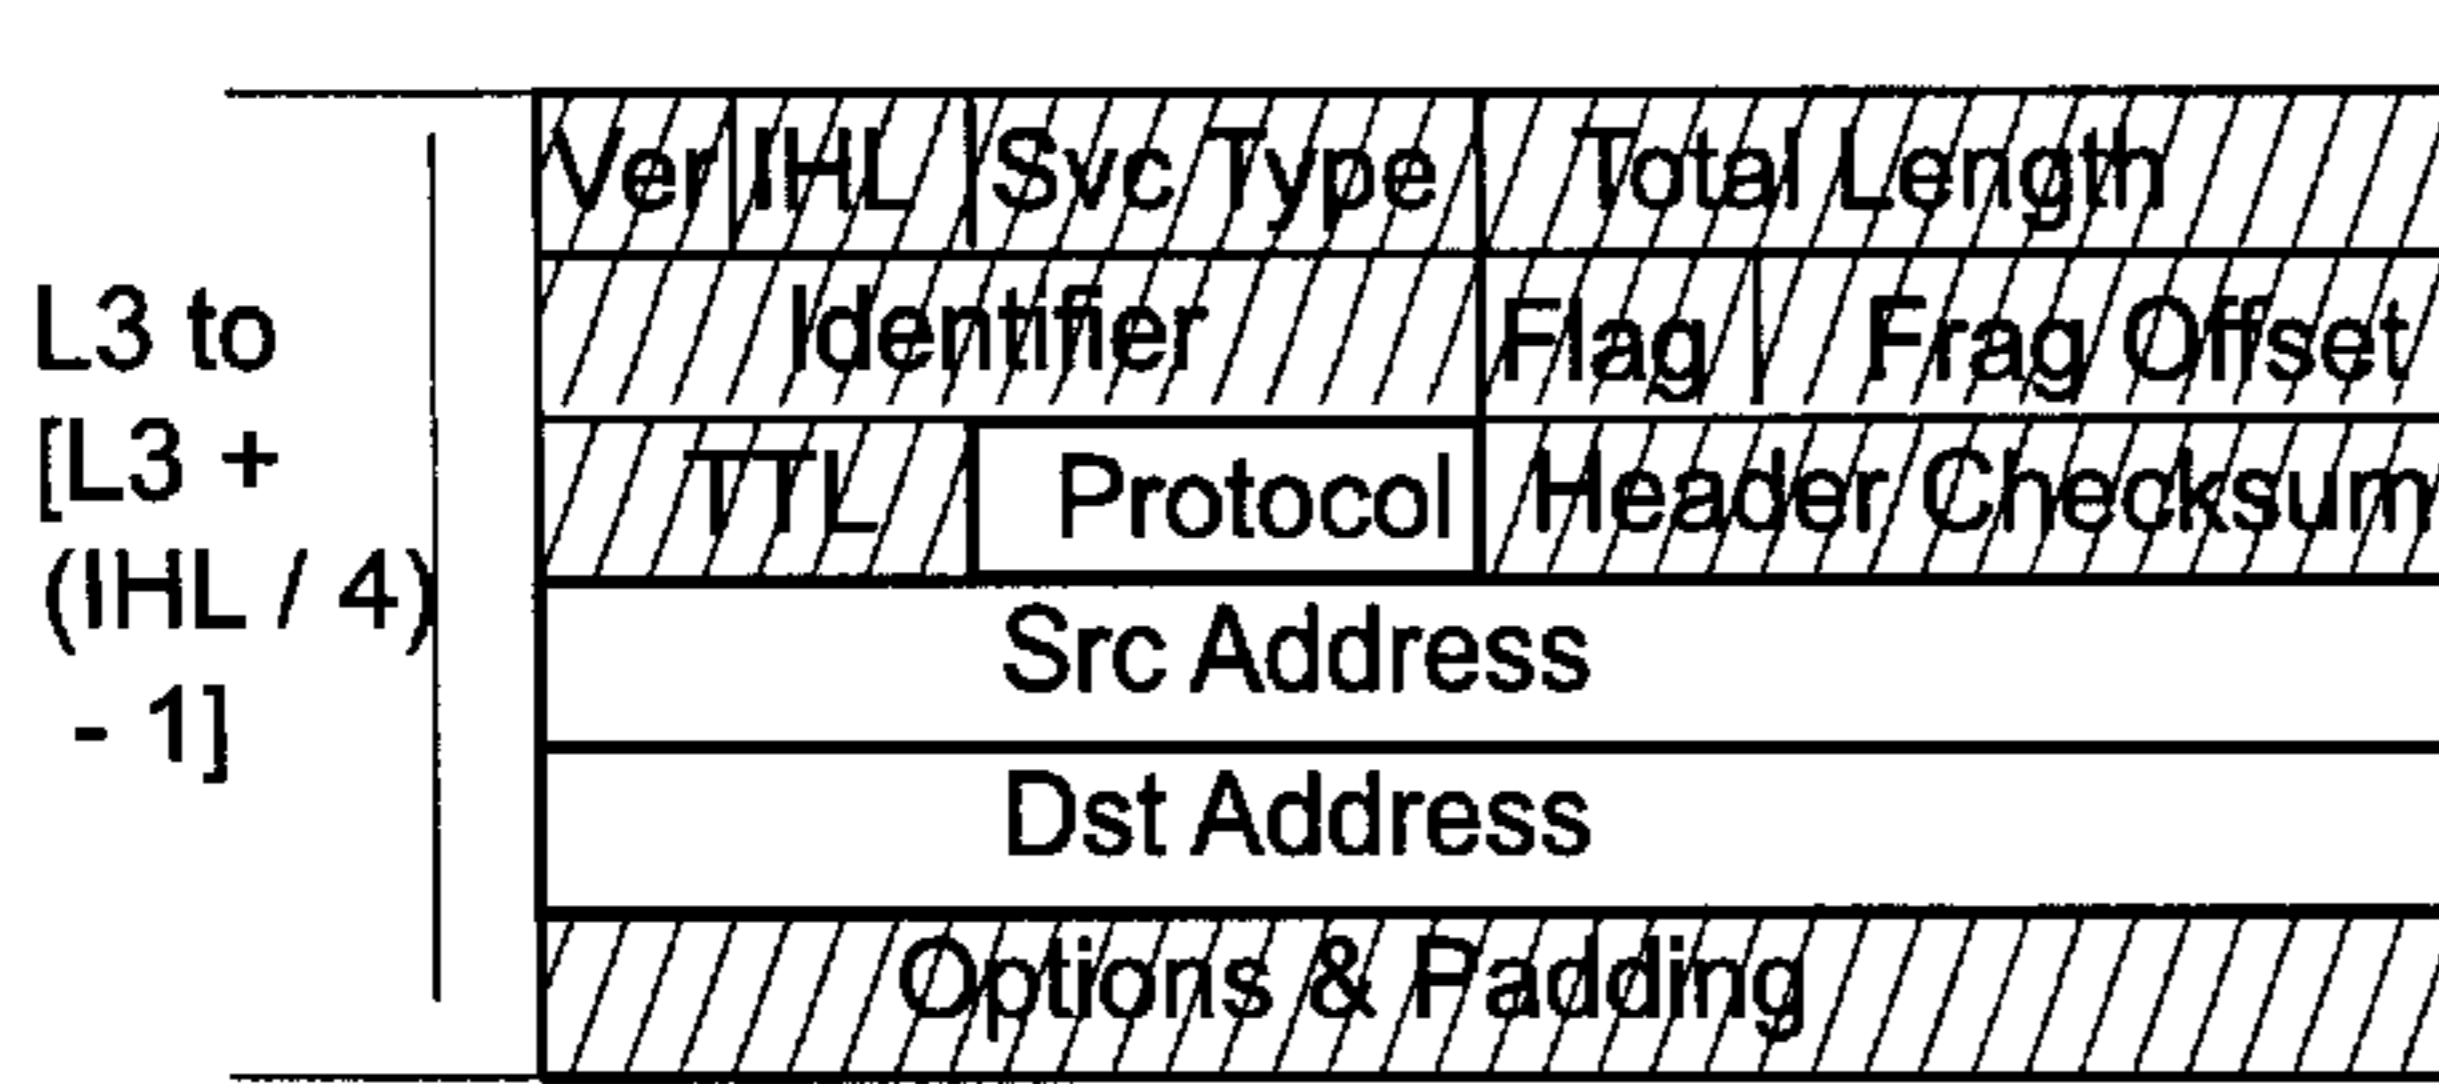 Ver IHL Svc Type Total Length
Identifier Flag Frag Offset
TTL Protocol Header Checksum
Src Address
Dst Address
Options & Padding
L3 to
[L3 +
(IHL / 4)
- 1]